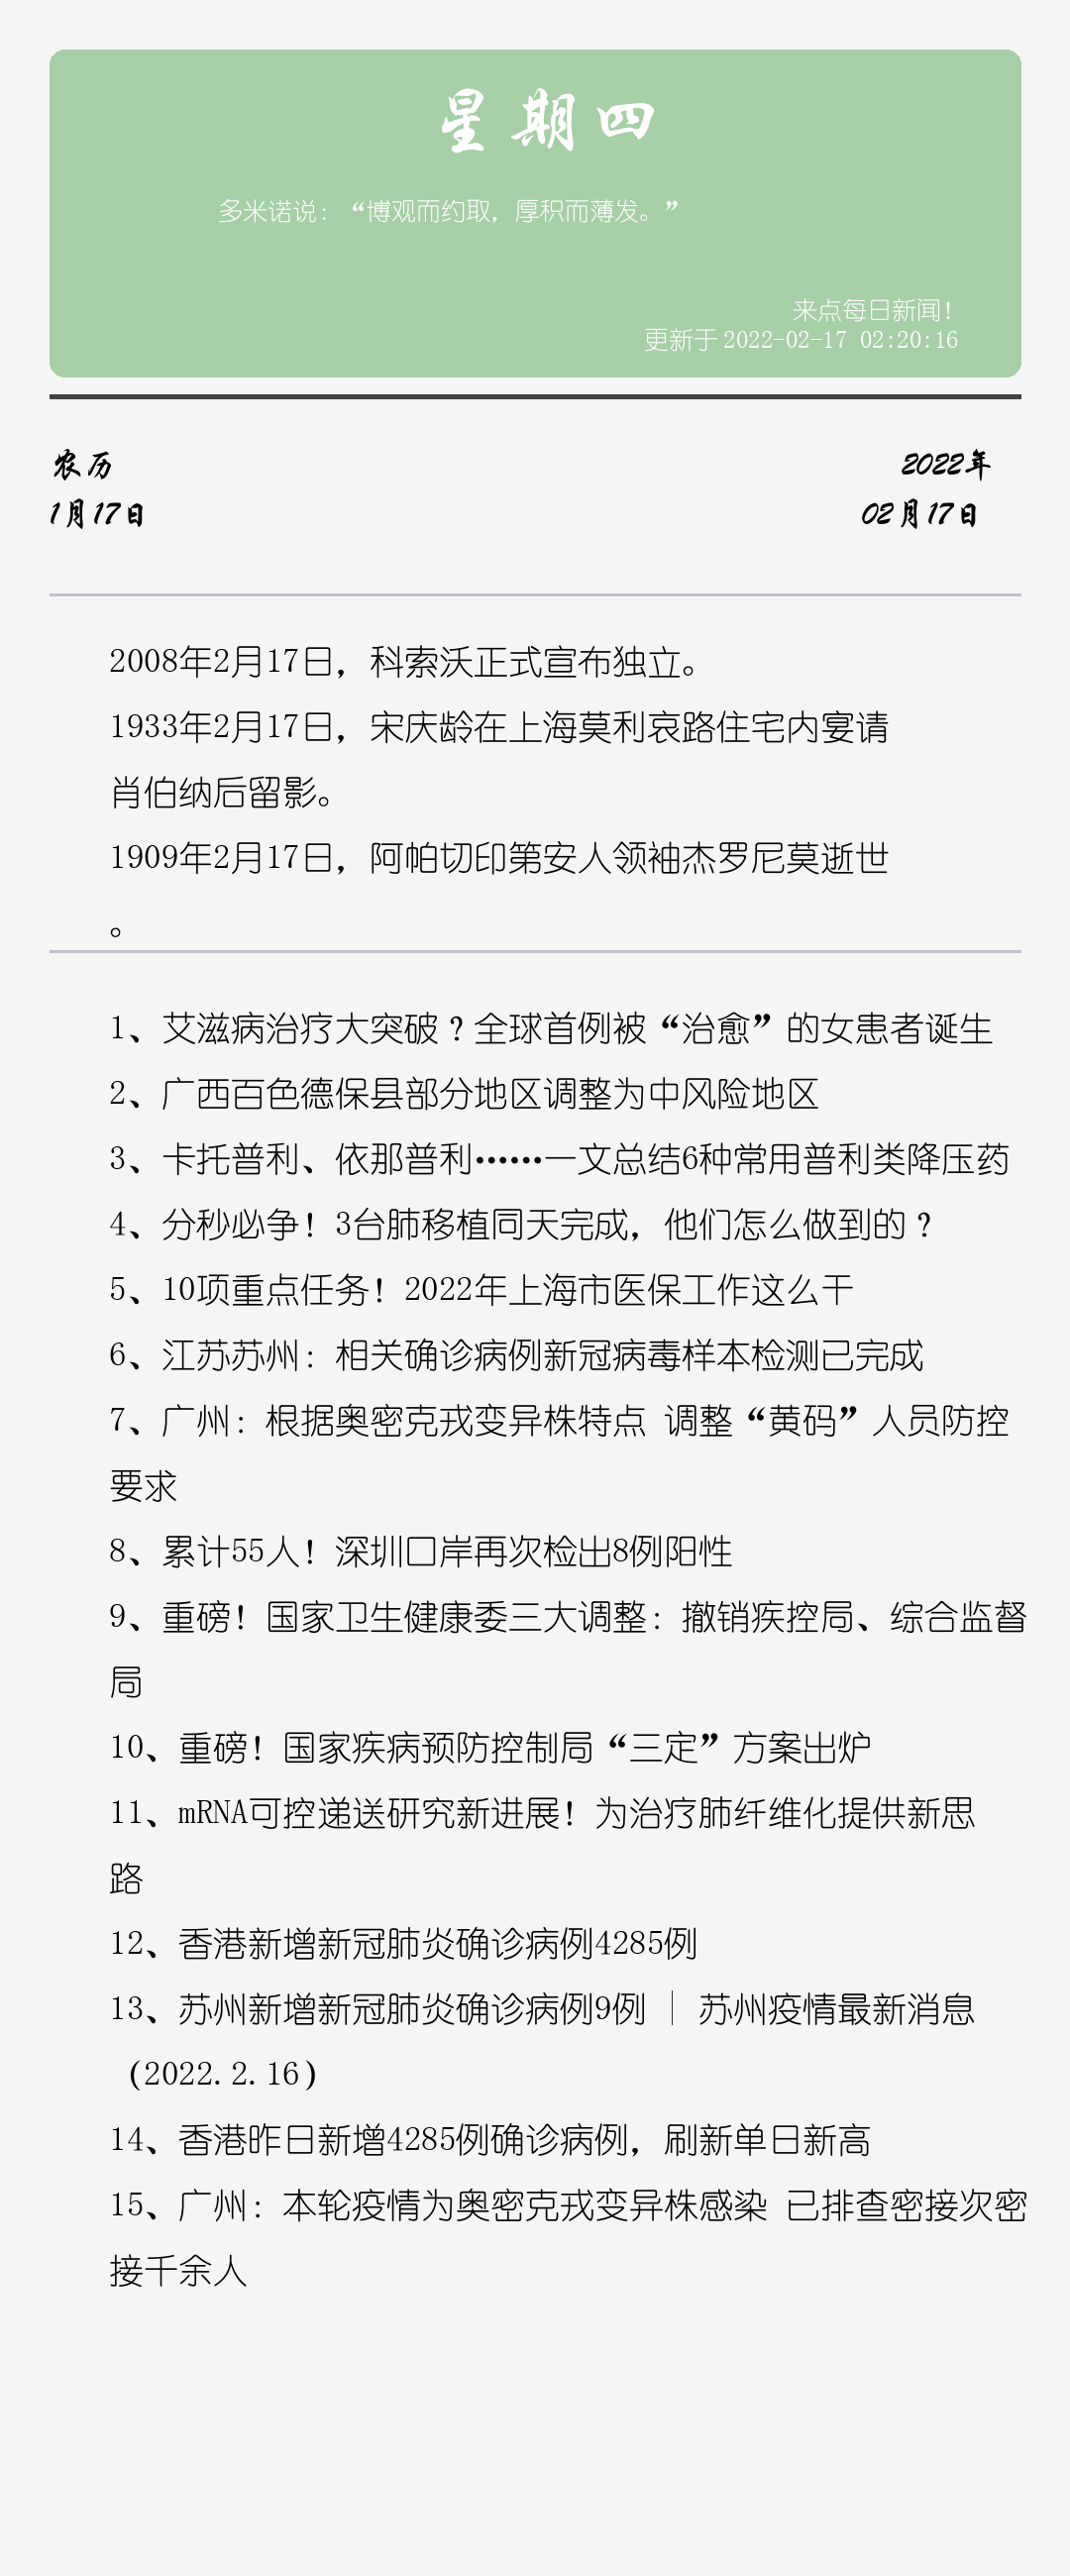 星期四
多米诺说：“博观而约取，厚积而薄发。”
来点每日新闻！
更新于 2022-02-17 02:20:16
农历
2022年
1月17日
02月17日
2008年2月17日，科索沃正式宣布独立。
1933年2月17日，宋庆龄在上海莫利哀路住宅内宴请
肖伯纳后留影。
1909年2月17日，阿帕切印第安人领袖杰罗尼莫逝世
。
1、艾滋病治疗大突破？全球首例被“治愈”的女患者诞生
2、广西百色德保县部分地区调整为中风险地区
3、卡托普利、依那普利……一文总结6种常用普利类降压药
4、分秒必争！3台肺移植同天完成，他们怎么做到的？
5、10项重点任务！2022年上海市医保工作这么干
6、江苏苏州：相关确诊病例新冠病毒样本检测已完成
7、广州：根据奥密克戎变异株特点 调整“黄码”人员防控
要求
8、累计55人！深圳口岸再次检出8例阳性
9、重磅！国家卫生健康委三大调整：撤销疾控局、综合监督
局
10、重磅！国家疾病预防控制局“三定”方案出炉
11、mRNA可控递送研究新进展！为治疗肺纤维化提供新思
路
12、香港新增新冠肺炎确诊病例4285例
13、苏州新增新冠肺炎确诊病例9例｜苏州疫情最新消息
（2022.2.16）
14、香港昨日新增4285例确诊病例，刷新单日新高
15、广州：本轮疫情为奥密克戎变异株感染 已排查密接次密
接千余人